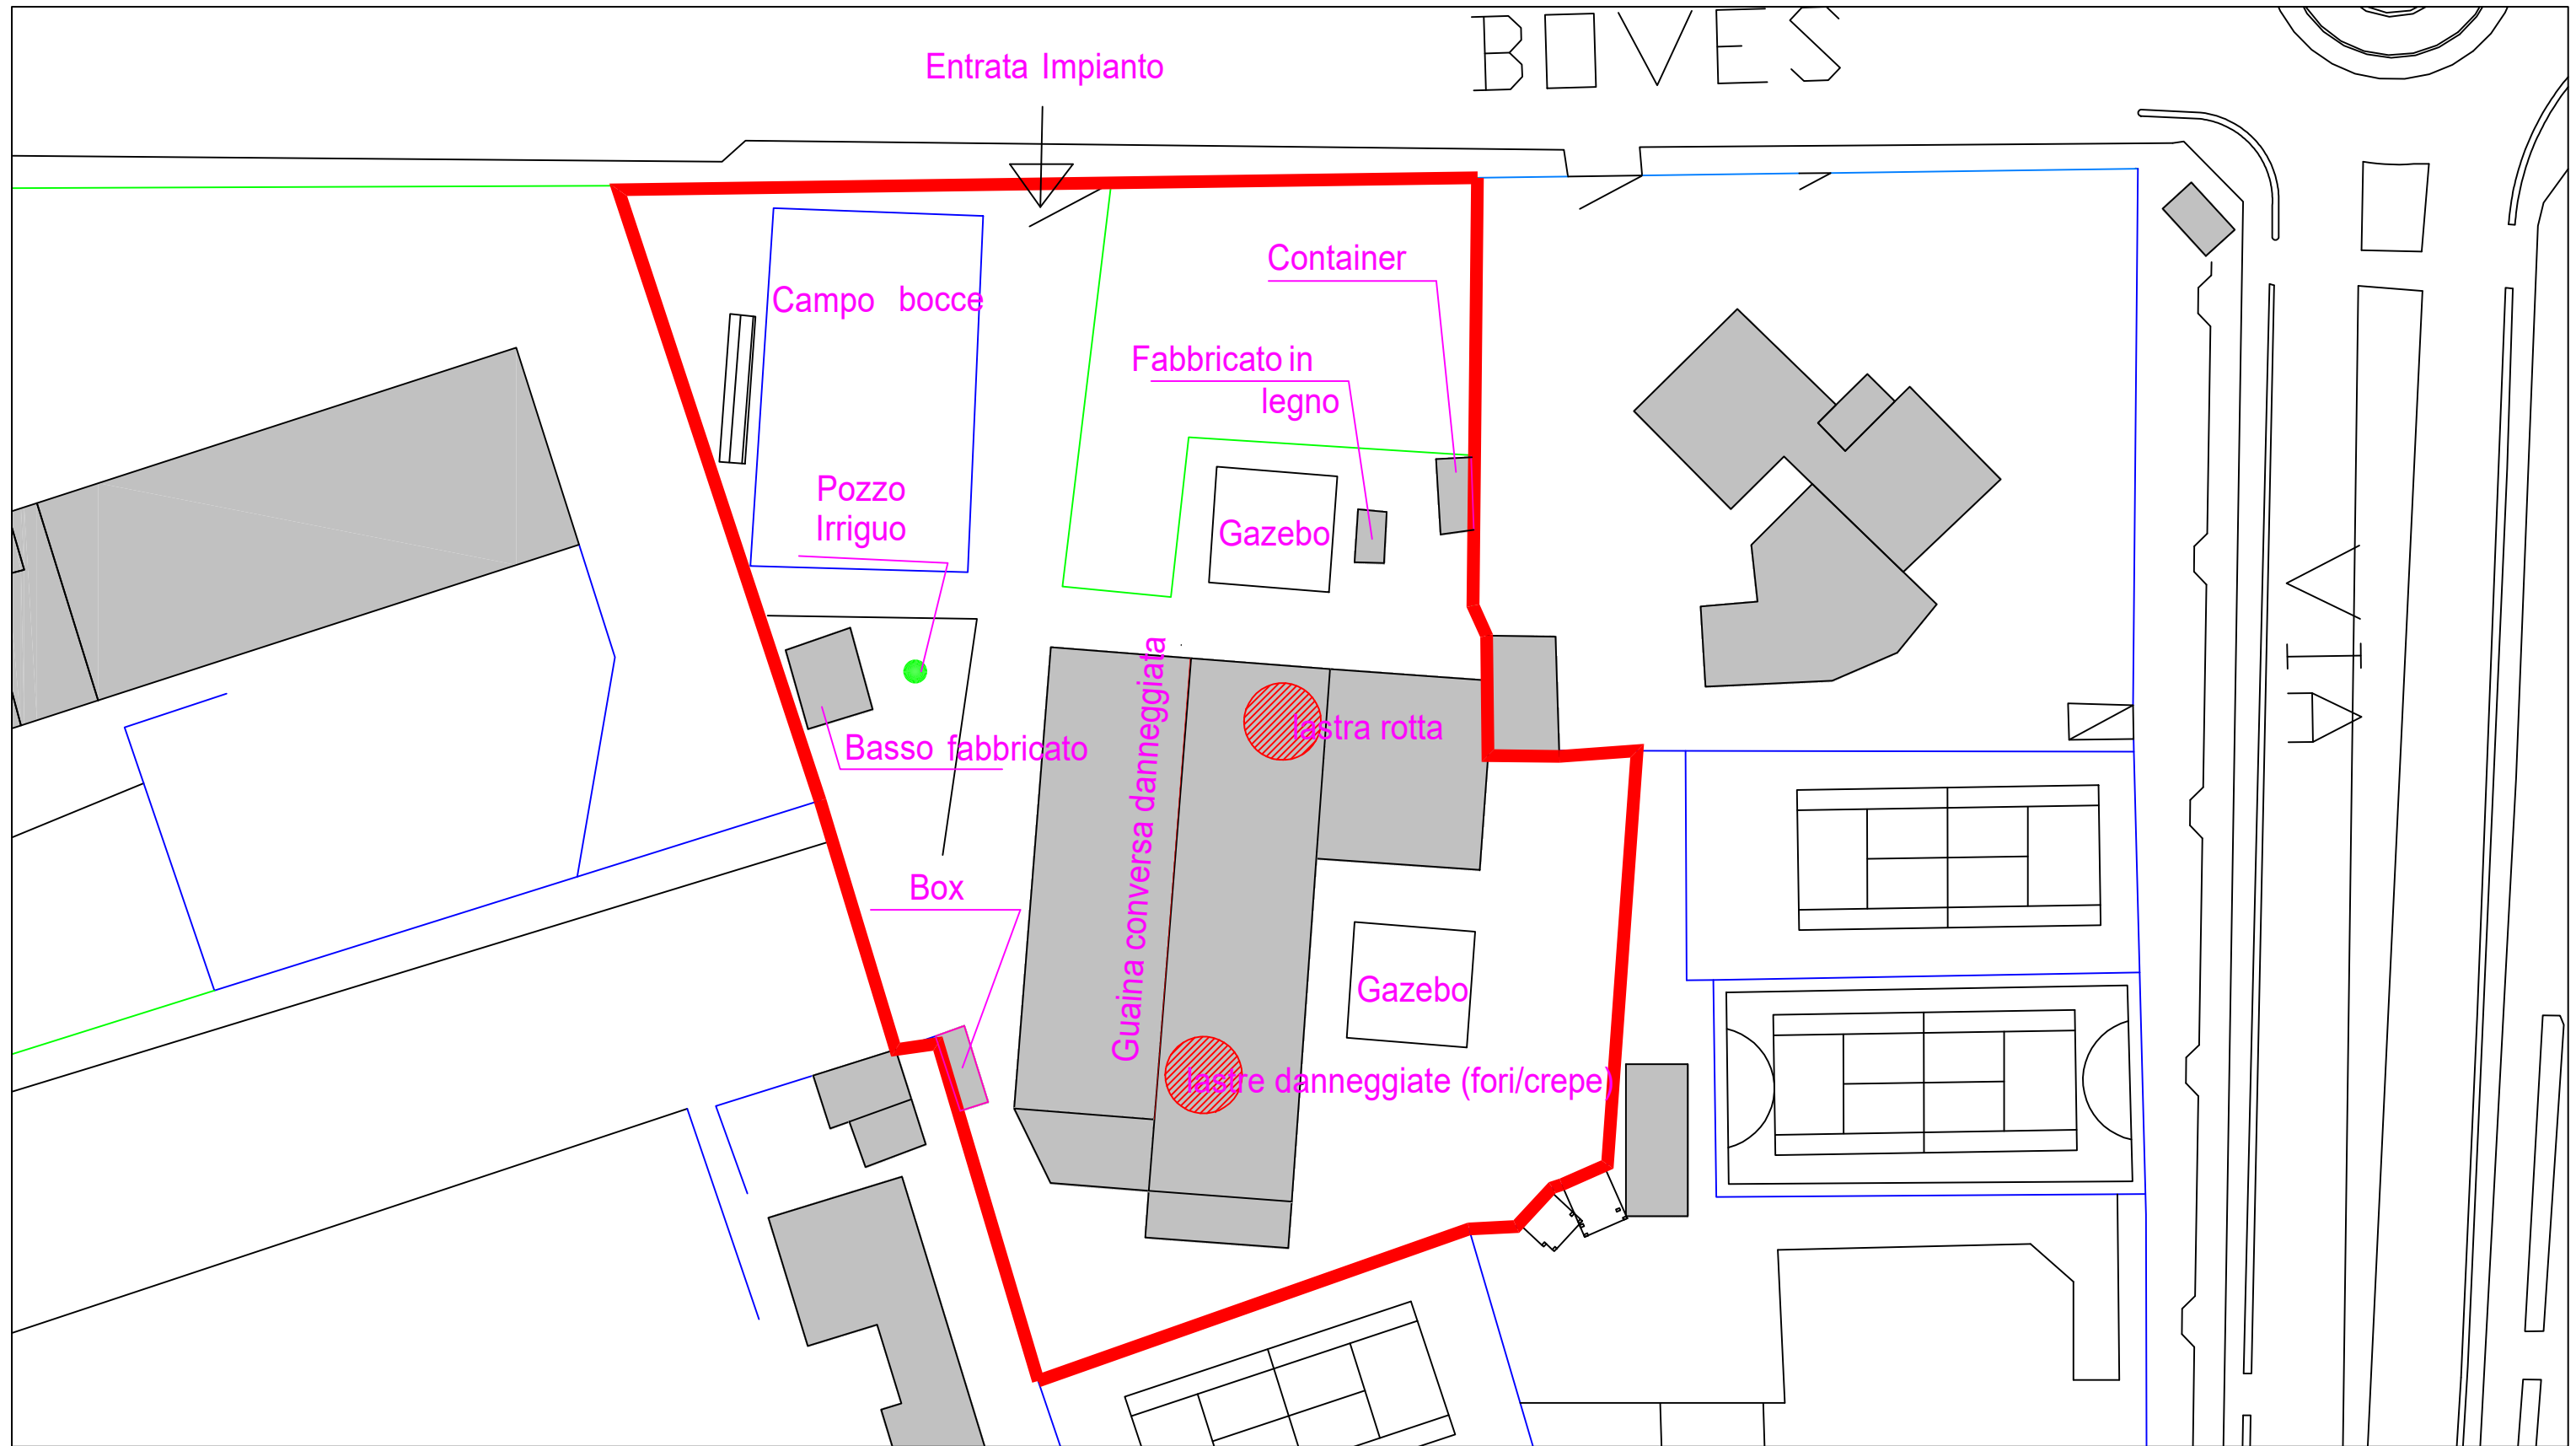 BOVES
Entrata Impianto
Container
Campo bocce
Fabbricato in
legno
Pozzo
Irriguo
Gazebo
VIA
Guaina conversa danneggiata
lastra rotta
Basso fabbricato
Box
Gazebo
lastre danneggiate (fori/crepe)